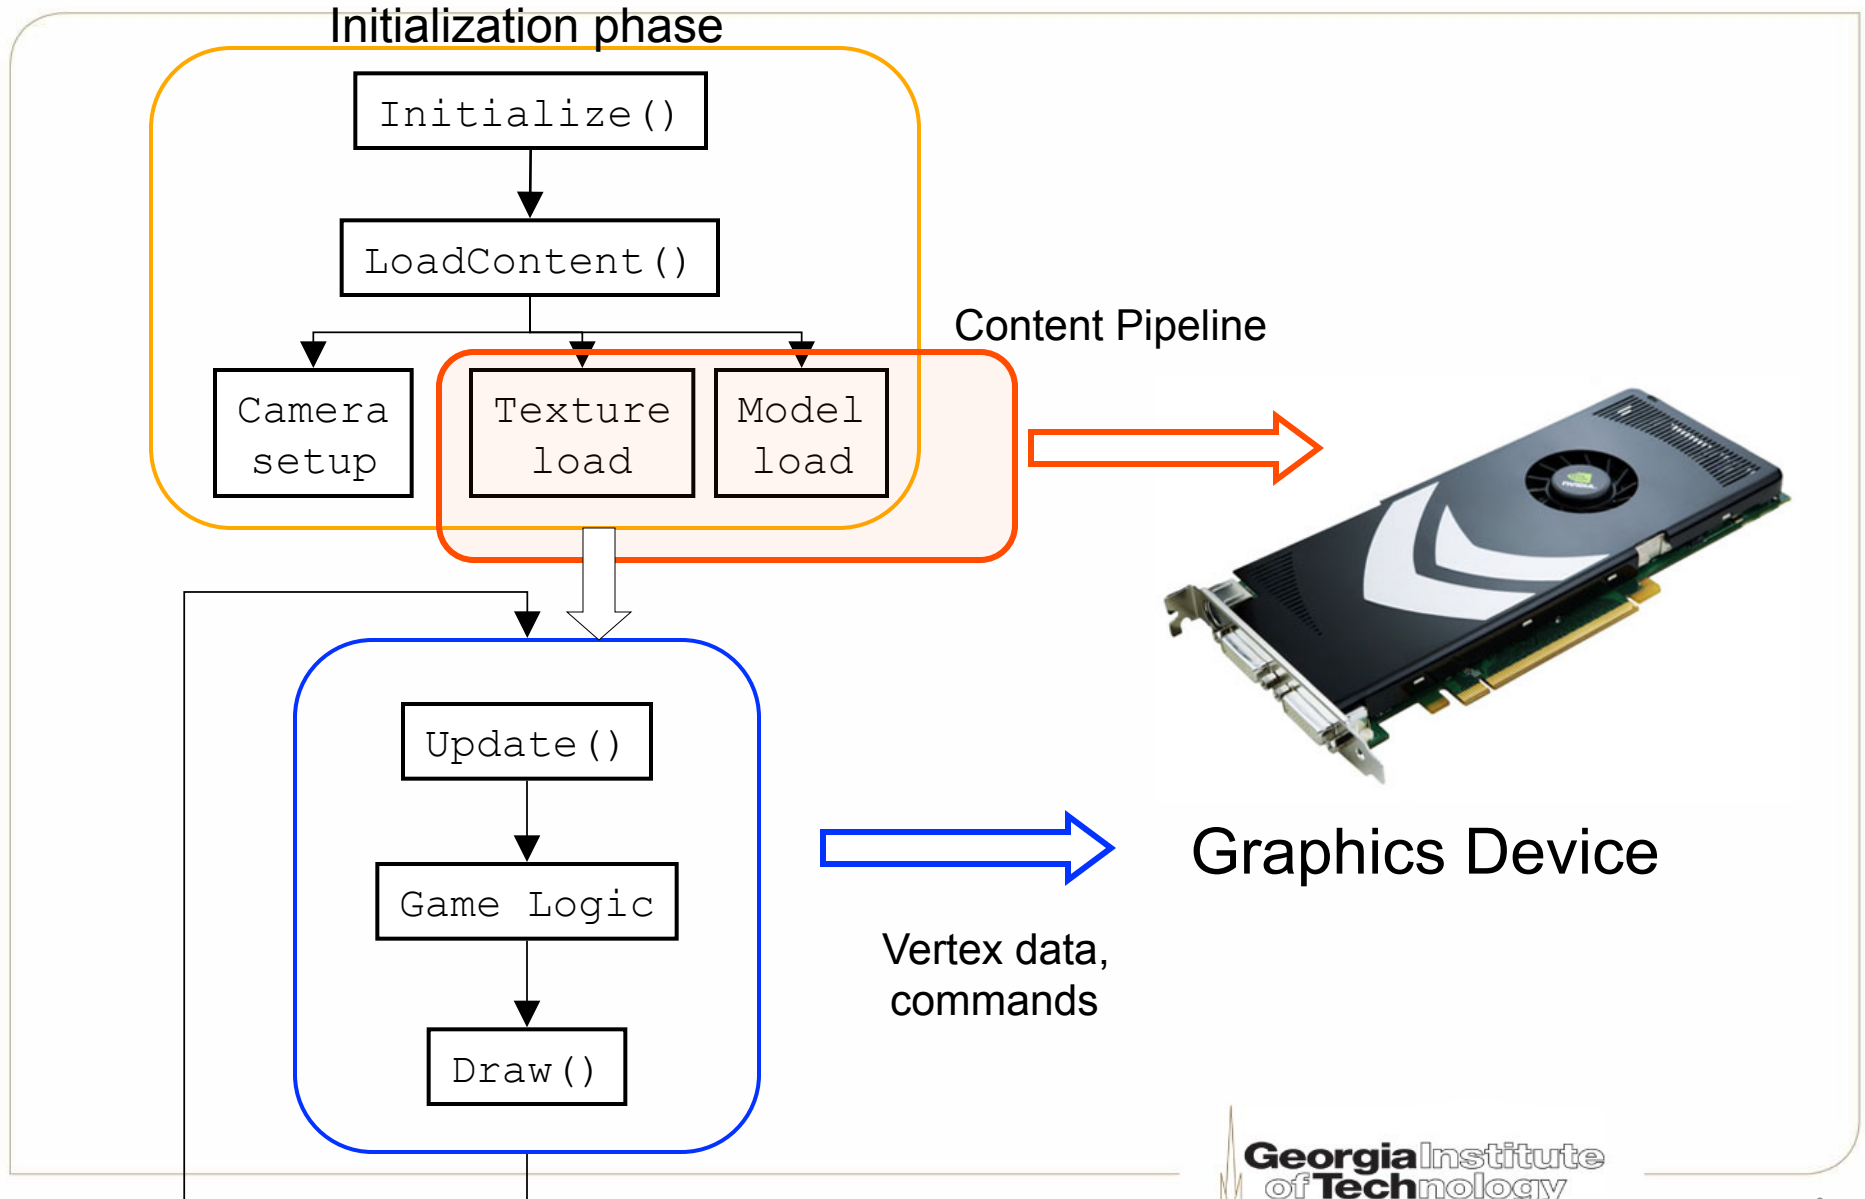 Initialization phase
Initialize()
LoadContent()
Content Pipeline
Camera
setup
Texture
load
Model
load
nVIDIA
Update()
Game Logic
Draw()
Graphics Device
Vertex data,
commands
Georgia Institute
of Technology